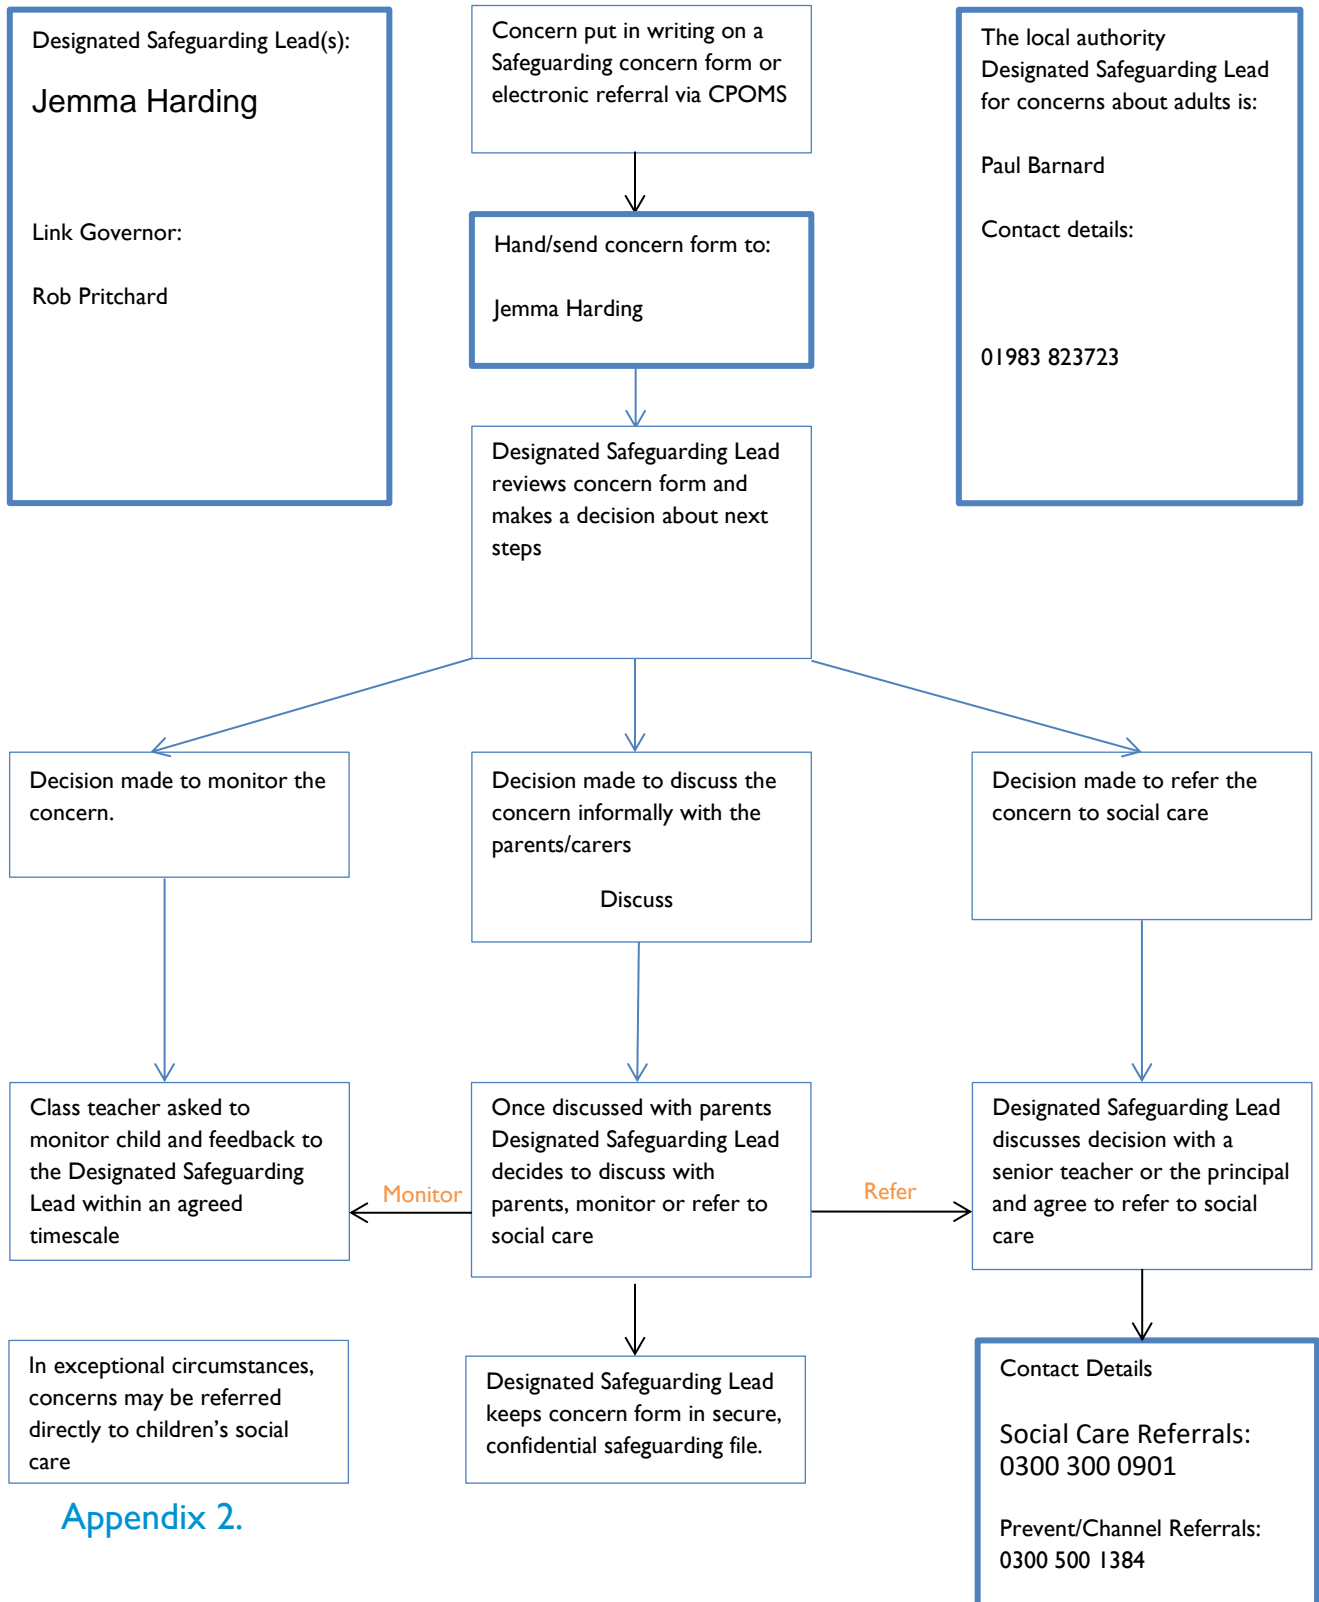 Designated Safeguarding Lead(s):
Jemma Harding
Link Governor:
Rob Pritchard
Concern put in writing on a
Safeguarding concern form or
electronic referral via CPOMS
The local authority
Designated Safeguarding Lead
for concerns about adults is:
Paul Barnard
Contact details:
01983 823723
Hand/send concern form to:
Jemma Harding
Designated Safeguarding Lead
reviews concern form and
makes a decision about next
steps
Decision made to monitor the
concern.
Decision made to discuss the
concern informally with the
parents/carers
Discuss
Decision made to refer the
concern to social care
Class teacher asked to
monitor child and feedback to
the Designated Safeguarding
Lead within an agreed
timescale
Monitor
Once discussed with parents
Designated Safeguarding Lead
decides to discuss with
parents, monitor or refer to
social care
Refer
Designated Safeguarding Lead
discusses decision with a
senior teacher or the principal
and agree to refer to social
care
In exceptional circumstances,
concerns may be referred
directly to children’s social
care
Designated Safeguarding Lead
keeps concern form in secure,
confidential safeguarding file.
Contact Details
Social Care Referrals:
0300 300 0901
Prevent/Channel Referrals:
0300 500 1384
Appendix 2.